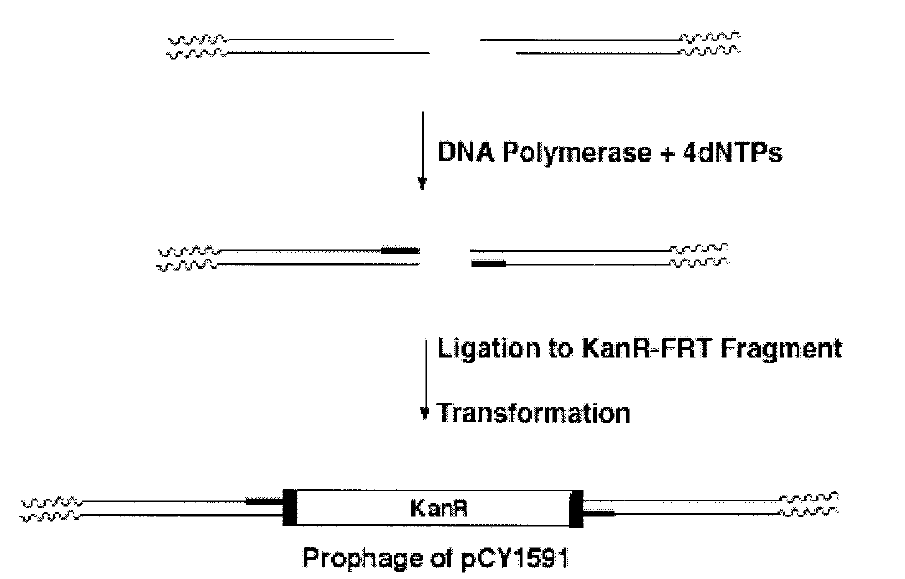 DNA Polymerase + 4dNTPs
Ligation to KanR-FRT Fragment
Transformation
KanR
Prophage of pCY1591